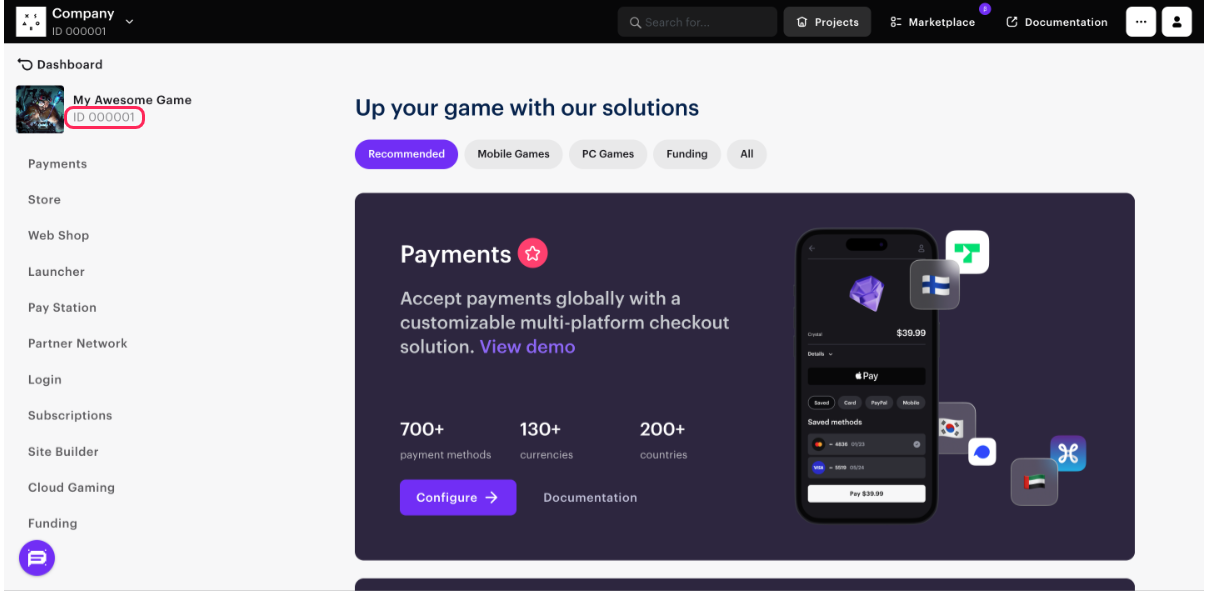 Company
ID 000001
Search for...
Projects
Marketplace
Documentation
Dashboard
My Awesome Game
ID 000001
Payments
Store
Web Shop
Launcher
Pay Station
Partner Network
Login
Subscriptions
Site Builder
Cloud Gaming
Funding
Up your game with our solutions
Recommended
Mobile Games
PC Games
Funding
All
Payments
Accept payments globally with a
customizable multi-platform checkout
solution. View demo
700+
130+
200+
payment methods
currencies
countries
Configure →
Documentation
Crystal
$39.99
Details
Pay
Saved
Card
PayPal
Mobile
Saved methods
01/23
VISA
Pay $39.99